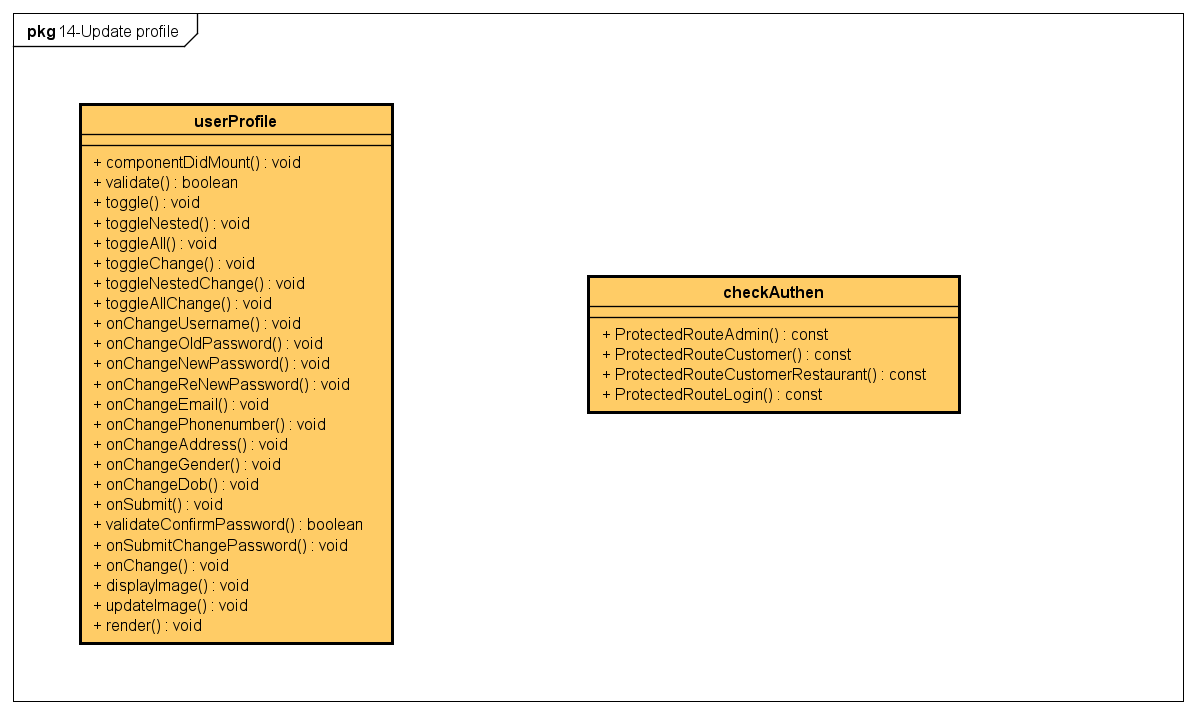 pkg 14-Update profile
userProfile
+ componentDidMount() : void
+ validate() : boolean
+ toggle() : void
+ toggleNested() : void
+ toggleAll() : void
+ toggleChange() : void
+ toggleNestedChange() : void
+ toggleAllChange() : void
+ onChangeUsername() : void
+ onChangeOldPassword() : void
+ onChangeNewPassword() : void
+ onChangeReNewPassword() : void
+ onChangeEmail() : void
+ onChangePhonenumber() : void
+ onChangeAddress() : void
+ onChangeGender() : void
+ onChangeDob() : void
+ onSubmit() : void
+ validateConfirmPassword() : boolean
+ onSubmitChangePassword() : void
+ onChange() : void
+ displayImage() : void
+ updateImage() : void
+ render() : void
checkAuthen
+ ProtectedRouteAdmin() : const
+ ProtectedRouteCustomer() : const
+ ProtectedRouteCustomerRestaurant() : const
+ ProtectedRouteLogin() : const